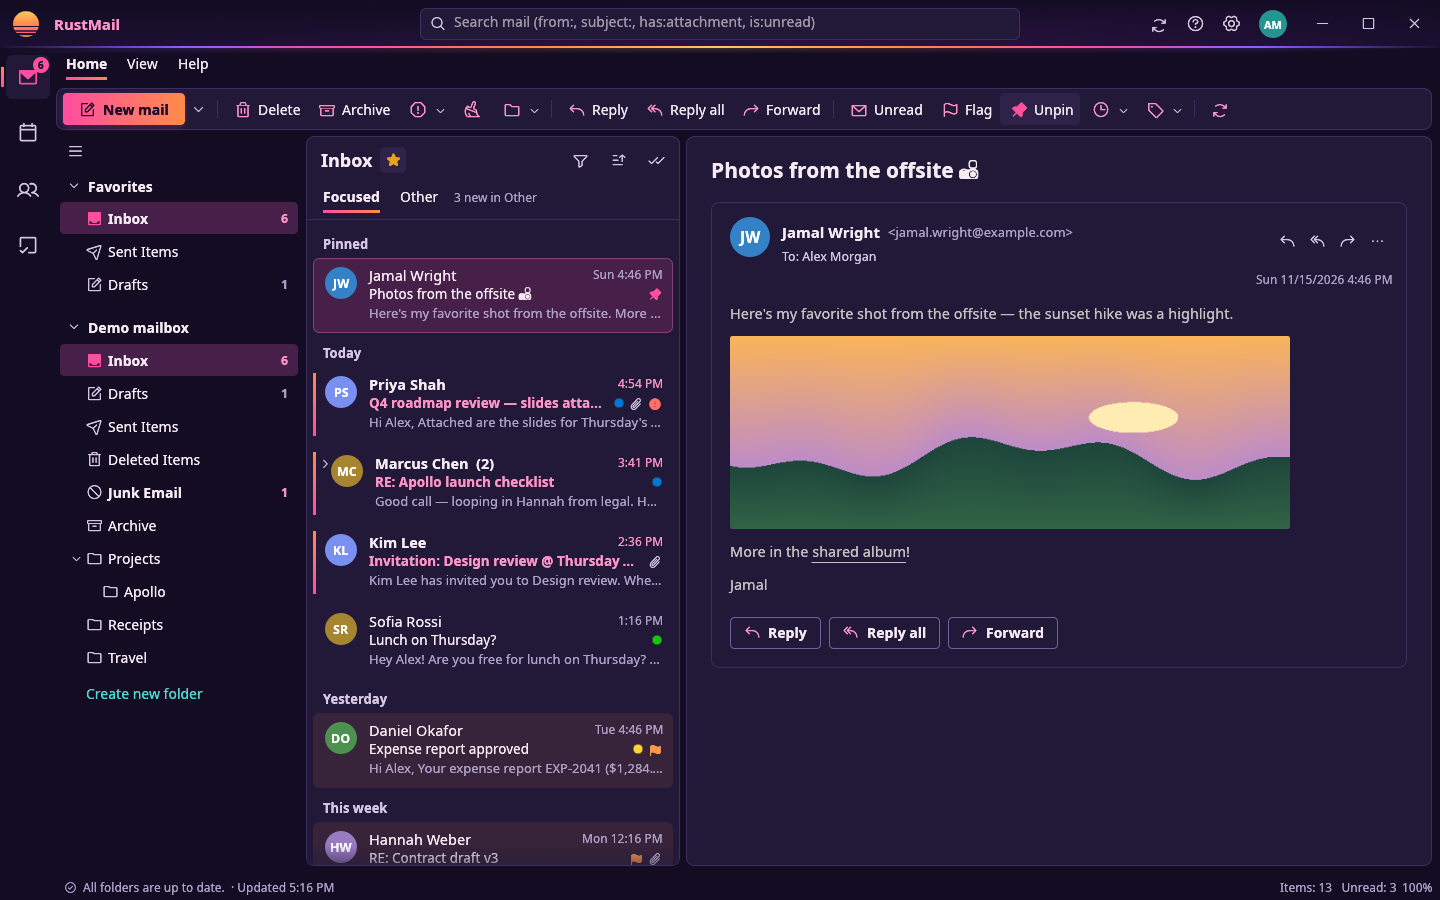 RustMail
Search mail (from:, subject:, has:attachment, is:unread)
AM
6
Home View Help
New mail Delete Archive Reply Reply all Forward Unread Flag Unpin
Favorites
Inbox 6
Sent Items
Drafts 1
Demo mailbox
Inbox 6
Drafts 1
Sent Items
Deleted Items
Junk Email 1
Archive
Projects
Apollo
Receipts
Travel
Create new folder
Inbox
Focused Other 3 new in Other
Pinned
JW
Jamal Wright Sun 4:46 PM
Photos from the offsite
Here's my favorite shot from the offsite. More ...
Today
PS
Priya Shah 4:54 PM
Q4 roadmap review — slides atta...
Hi Alex, Attached are the slides for Thursday's ...
MC
Marcus Chen (2) 3:41 PM
RE: Apollo launch checklist
Good call — looping in Hannah from legal. H...
KL
Kim Lee 2:36 PM
Invitation: Design review @ Thursday ...
Kim Lee has invited you to Design review. Whe...
SR
Sofia Rossi 1:16 PM
Lunch on Thursday?
Hey Alex! Are you free for lunch on Thursday? ...
Yesterday
DO
Daniel Okafor Tue 4:46 PM
Expense report approved
Hi Alex, Your expense report EXP-2041 ($1,284....
This week
HW
Hannah Weber Mon 12:16 PM
RE: Contract draft v3
Photos from the offsite
JW
Jamal Wright <jamal.wright@example.com>
To: Alex Morgan
Sun 11/15/2026 4:46 PM
Here's my favorite shot from the offsite — the sunset hike was a highlight.
More in the shared album!
Jamal
Reply Reply all Forward
All folders are up to date. · Updated 5:16 PM
Items: 13 Unread: 3 100%